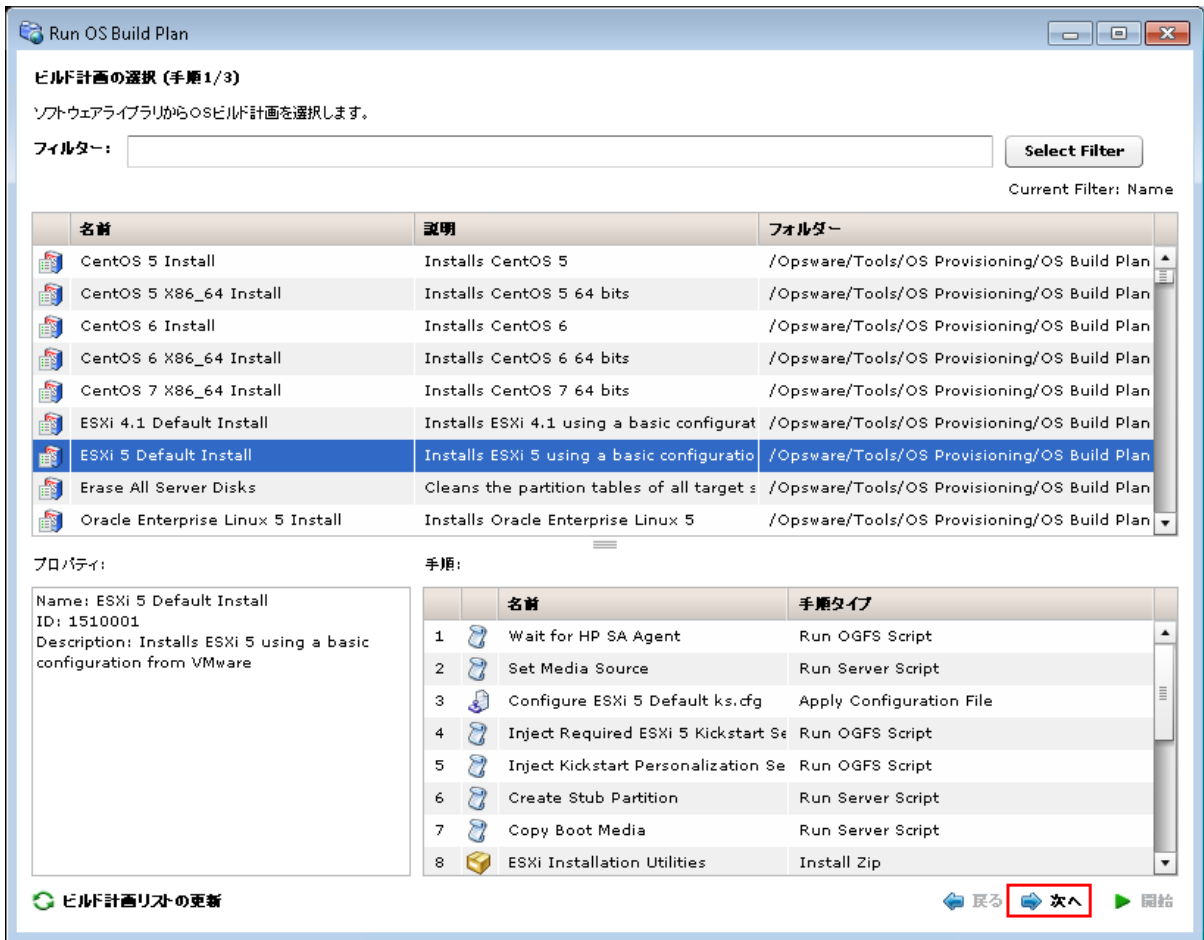 Run OS Build Plan
ビルド計画の選択 (手順1/3)
ソフトウェアライブラリからOSビルド計画を選択します。
フィルター: Select Filter
Current Filter: Name
名前 説明 フォルダー
CentOS 5 Install Installs CentOS 5 /Opsware/Tools/OS Provisioning/OS Build Plan
CentOS 5 X86_64 Install Installs CentOS 5 64 bits /Opsware/Tools/OS Provisioning/OS Build Plan
CentOS 6 Install Installs CentOS 6 /Opsware/Tools/OS Provisioning/OS Build Plan
CentOS 6 X86_64 Install Installs CentOS 6 64 bits /Opsware/Tools/OS Provisioning/OS Build Plan
CentOS 7 X86_64 Install Installs CentOS 7 64 bits /Opsware/Tools/OS Provisioning/OS Build Plan
ESXi 4.1 Default Install Installs ESXi 4.1 using a basic configurat /Opsware/Tools/OS Provisioning/OS Build Plan
ESXi 5 Default Install Installs ESXi 5 using a basic configuratio /Opsware/Tools/OS Provisioning/OS Build Plan
Erase All Server Disks Cleans the partition tables of all target s /Opsware/Tools/OS Provisioning/OS Build Plan
Oracle Enterprise Linux 5 Install Installs Oracle Enterprise Linux 5 /Opsware/Tools/OS Provisioning/OS Build Plan
プロパティ:
Name: ESXi 5 Default Install
ID: 1510001
Description: Installs ESXi 5 using a basic
configuration from VMware
手順:
名前 手順タイプ
1 Wait for HP SA Agent Run OGFS Script
2 Set Media Source Run Server Script
3 Configure ESXi 5 Default ks.cfg Apply Configuration File
4 Inject Required ESXi 5 Kickstart Se Run OGFS Script
5 Inject Kickstart Personalization Se Run OGFS Script
6 Create Stub Partition Run Server Script
7 Copy Boot Media Run Server Script
8 ESXi Installation Utilities Install Zip
ビルド計画リストの更新 戻る 次へ 開始